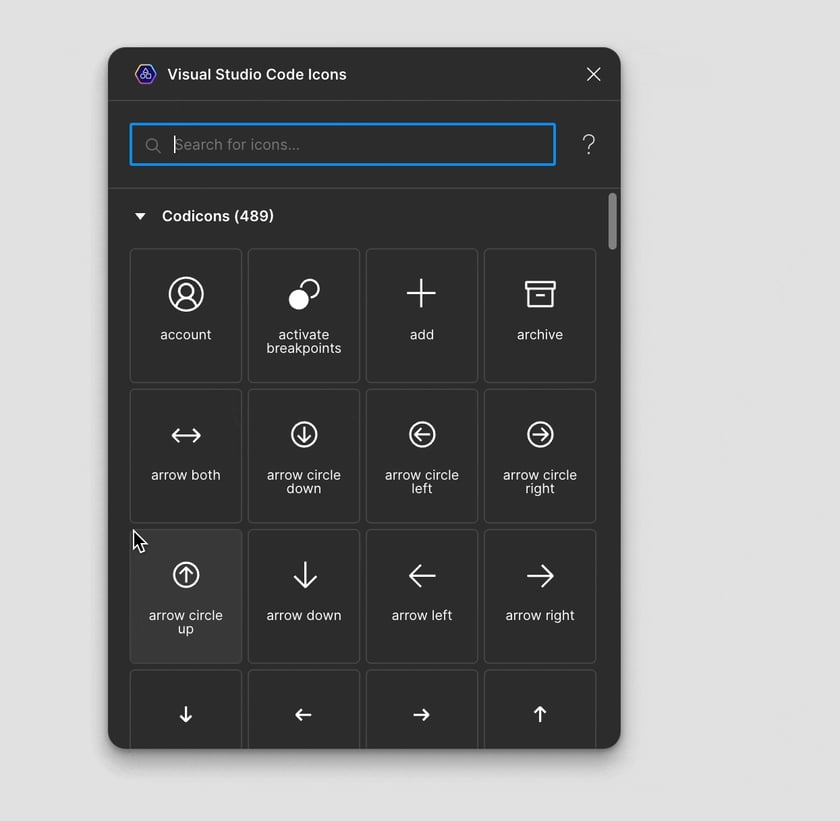 Visual Studio Code Icons
Search for icons...
Codicons (489)
account
activate
breakpoints
add
archive
arrow both
arrow circle
down
arrow circle
left
arrow circle
right
arrow circle
up
arrow down
arrow left
arrow right